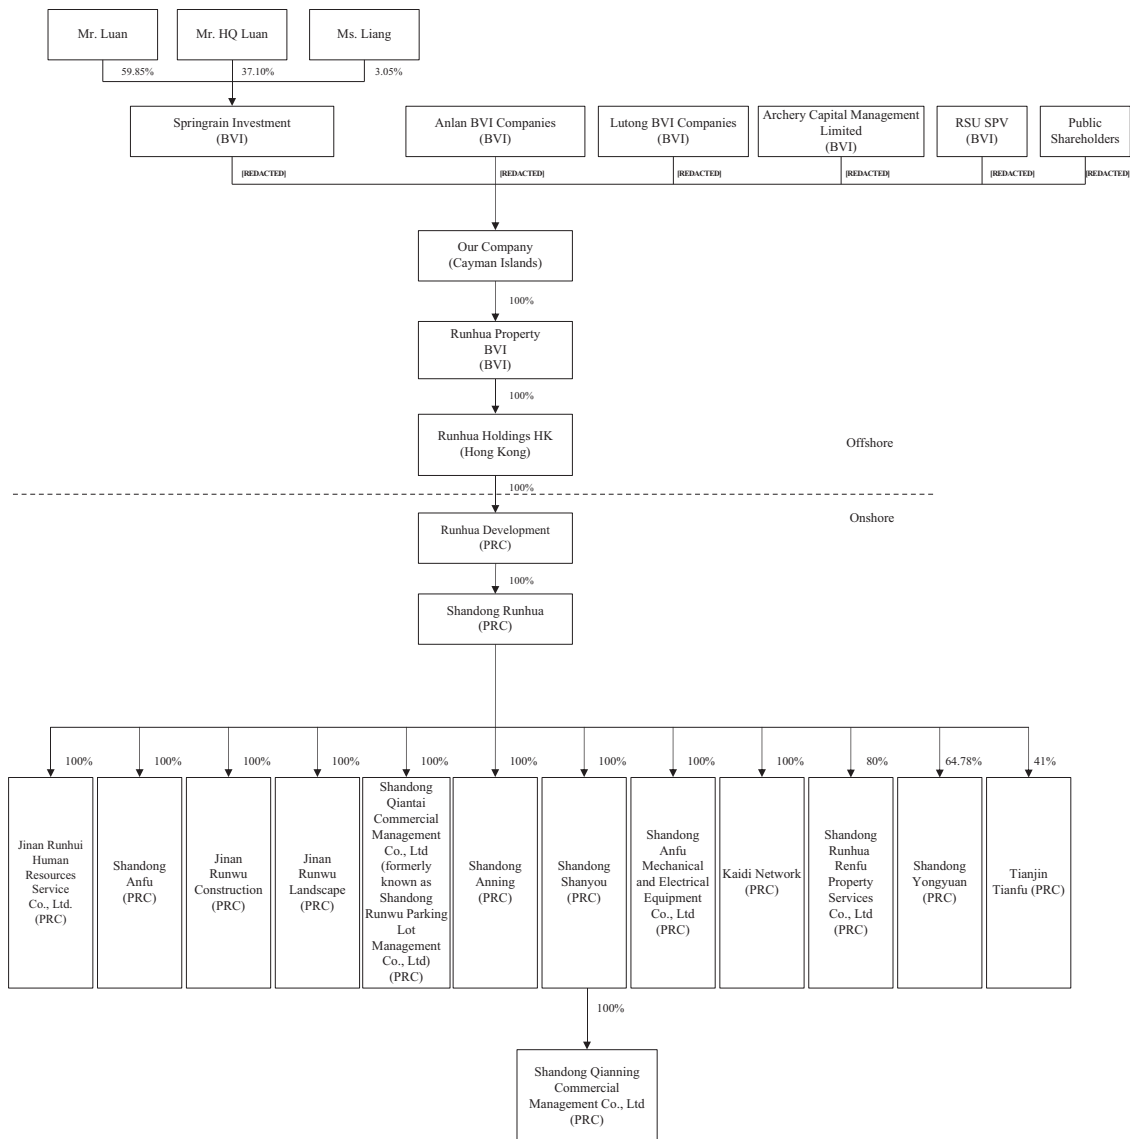 Mr. Luan
Mr. HQ Luan
Ms. Liang
59.85%
37.10%
3.05%
Springrain Investment
(BVI)
Anlan BVI Companies
(BVI)
Lutong BVI Companies
(BVI)
Archery Capital Management
Limited
(BVI)
RSU SPV
(BVI)
Public
Shareholders
[REDACTED]
[REDACTED]
[REDACTED]
[REDACTED]
[REDACTED]
[REDACTED]
Our Company
(Cayman Islands)
100%
Runhua Property
BVI
(BVI)
100%
Runhua Holdings HK
(Hong Kong)
Offshore
100%
Onshore
Runhua Development
(PRC)
100%
Shandong Runhua
(PRC)
100%
100%
100%
100%
100%
100%
100%
100%
100%
80%
64.78%
41%
Jinan Runhui
Human
Resources
Service
Co., Ltd.
(PRC)
Shandong
Anfu
(PRC)
Jinan
Runwu
Construction
(PRC)
Jinan
Runwu
Landscape
(PRC)
Shandong
Qiantai
Commercial
Management
Co., Ltd
(formerly
known as
Shandong
Runwu Parking
Lot
Management
Co., Ltd)
(PRC)
Shandong
Anning
(PRC)
Shandong
Shanyou
(PRC)
Shandong
Anfu
Mechanical
and Electrical
Equipment
Co., Ltd
(PRC)
Kaidi Network
(PRC)
Shandong
Runhua
Renfu
Property
Services
Co., Ltd
(PRC)
Shandong
Yongyuan
(PRC)
Tianjin
Tianfu (PRC)
100%
Shandong Qianning
Commercial
Management Co., Ltd
(PRC)